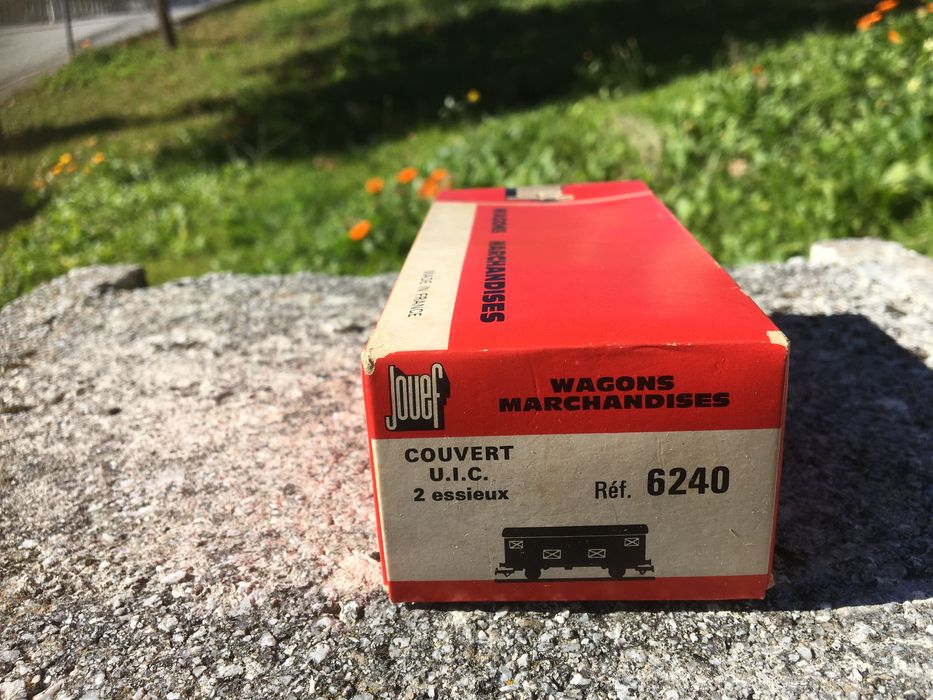 WAGONS MARCHANDISES
MADE IN FRANCE
Jouef
WAGONS
MARCHANDISES
COUVERT
U.I.C.
2 essieux
Réf. 6240